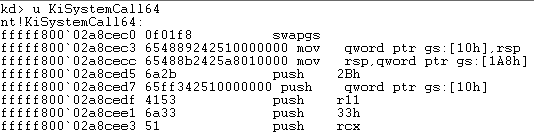 kd> u KiSystemCall64
nt!KiSystemCall64:
fffff800`02a8cec0 0f01f8 swapgs
fffff800`02a8cec3 654889242510000000 mov qword ptr gs:[10h],rsp
fffff800`02a8cecc 65488b2425a8010000 mov rsp,qword ptr gs:[1A8h]
fffff800`02a8ced5 6a2b push 2Bh
fffff800`02a8ced7 65ff342510000000 push qword ptr gs:[10h]
fffff800`02a8cedf 4153 push r11
fffff800`02a8cee1 6a33 push 33h
fffff800`02a8cee3 51 push rcx